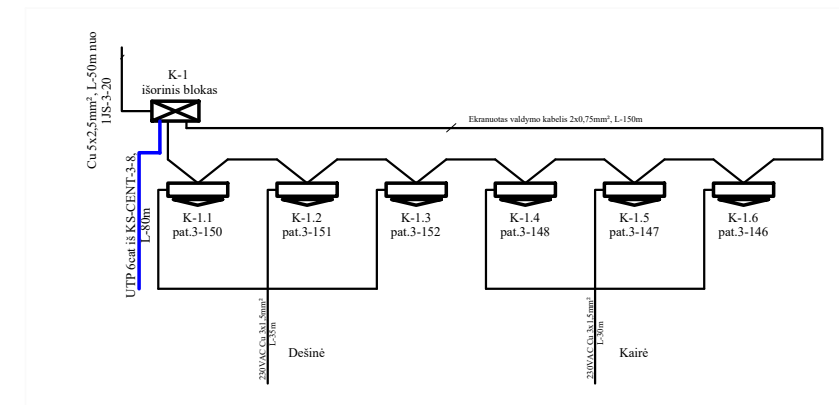 Cu 5x2,5mm², L-50m nuo
1JS-3-20
K-1
išorinis blokas
Ekranuotas valdymo kabelis 2x0,75mm², L-150m
UTP 6cat iš KS-CENT-3-8,
L-80m
K-1.1
pat.3-150
K-1.2
pat.3-151
K-1.3
pat.3-152
K-1.4
pat.3-148
K-1.5
pat.3-147
K-1.6
pat.3-146
230VAC Cu 3x1,5mm²
L-35m
Dešinė
230VAC Cu 3x1,5mm²
L-30m
Kairė